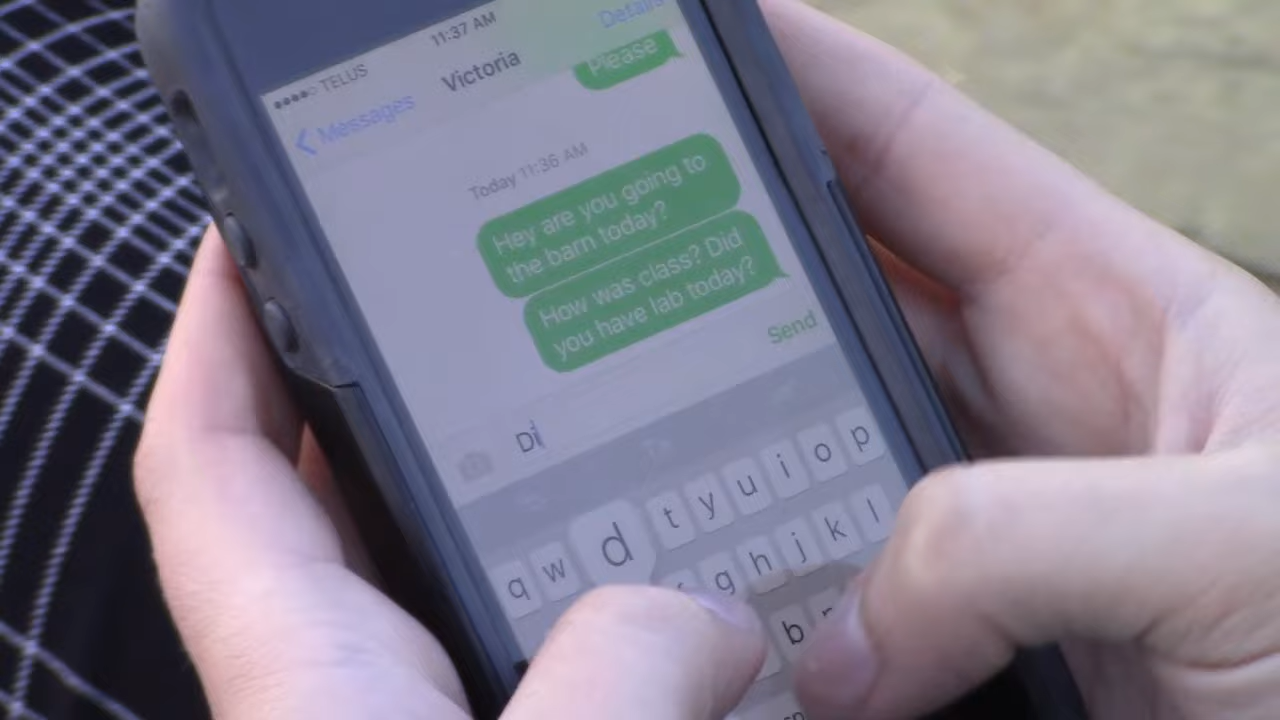 11:37 AM
●●●●○ TELUS
Messages
Victoria
Details
Please
Today 11:36 AM
Hey are you going to
the barn today?
How was class? Did
you have lab today?
Send
Di
q w d t y u i o p
g h j k l
b